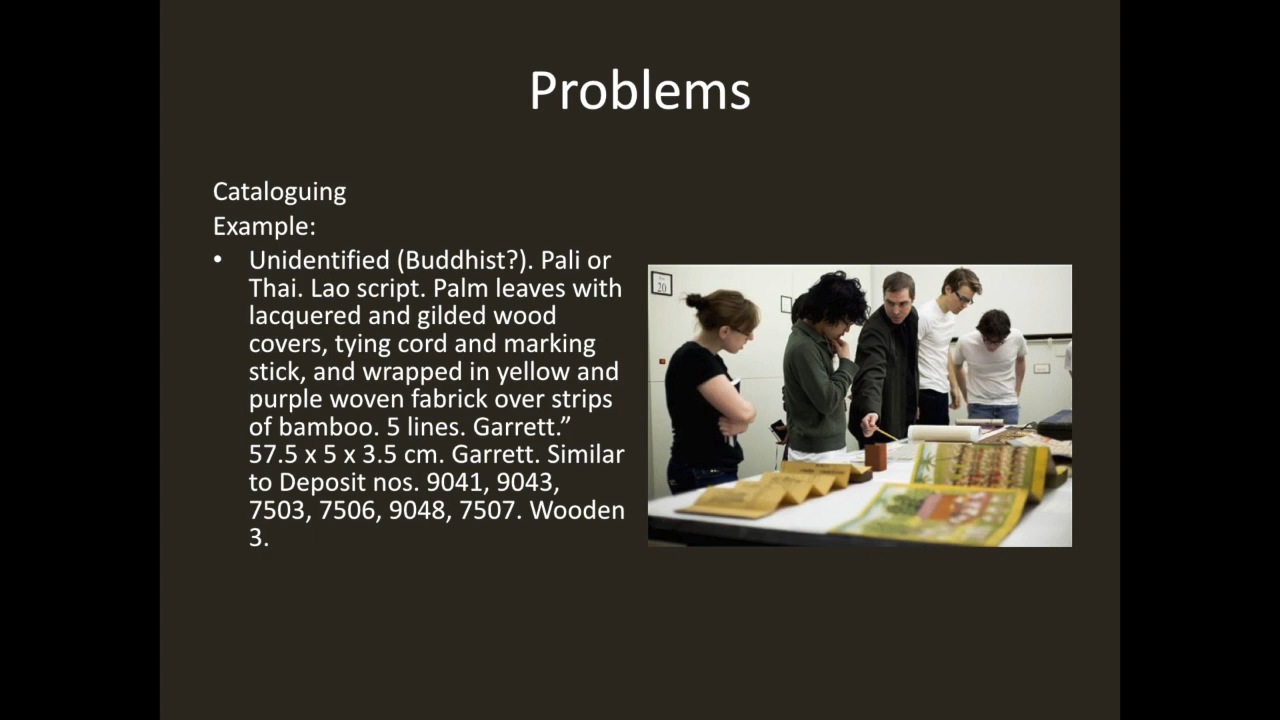 Problems
Cataloguing
Example:
• Unidentified (Buddhist?). Pali or
Thai. Lao script. Palm leaves with
lacquered and gilded wood
covers, tying cord and marking
stick, and wrapped in yellow and
purple woven fabrick over strips
of bamboo. 5 lines. Garrett.”
57.5 x 5 x 3.5 cm. Garrett. Similar
to Deposit nos. 9041, 9043,
7503, 7506, 9048, 7507. Wooden
3.
20